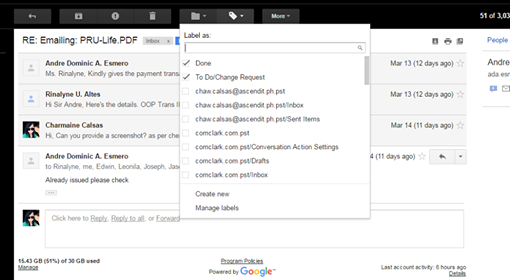 More
51 of 3,03
RE: Emailing: PRU-Life.PDF
Inbox x
Label as:
People
Andre Dominic A. Esmero
Mar 13 (12 days ago)
Ms. Rinalyne, Kindly gives the payment trans
Done
To Do/Change Request
chaw.calsas@ascendit.ph.pst
chaw.calsas@ascendit.ph.pst/Inbox
chaw.calsas@ascendit.ph.pst/Sent Items
comclark.com.pst
comclark.com.pst/Conversation Action Settings
comclark.com.pst/Drafts
comclark.com.pst/Inbox
Create new
Manage labels
Andre
esme
Rinalyne U. Altes
Mar 13 (12 days ago)
Hi Sir Andre, Here's the details. OOP Trans I
Charmaine Calsas
Mar 14 (11 days ago)
Hi, Can you provide a screenshot? as per che
Andre Dominic A. Esmero
14 (11 days ago)
to Rinalyne, me, Edwin, Leonila, Joseph, Jas
Already issued please check
Click here to Reply, Reply to all, or Forward
15.43 GB (51%) of 30 GB used
Manage
Program Policies
Powered by Google™
Last account activity: 6 hours ago
Details